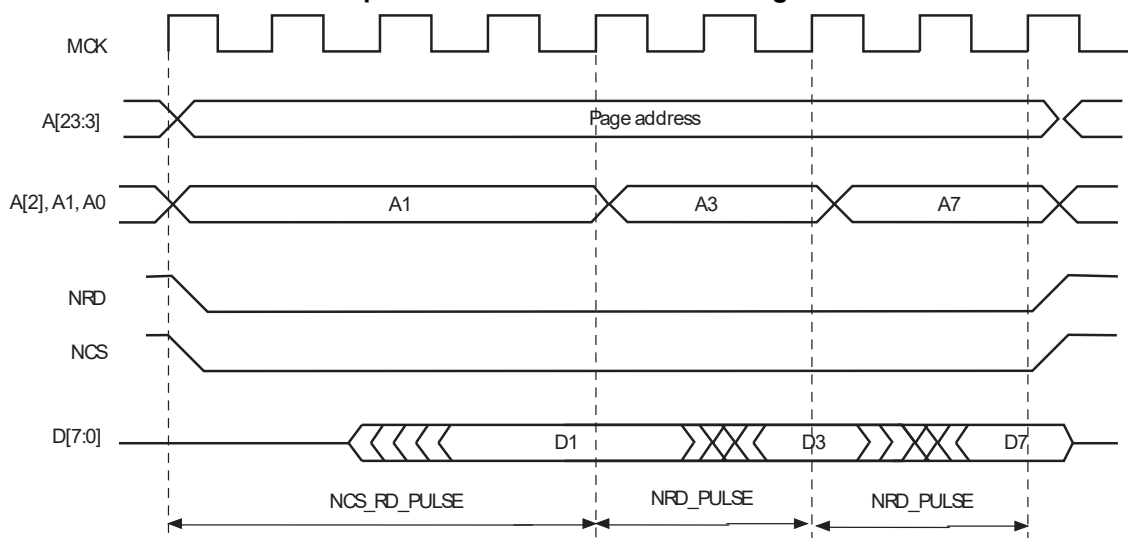 MCK
A[23:3]
Page address
A[2], A1, A0
A1
A3
A7
NRD
NCS
D[7:0]
D1
D3
D7
NCS_RD_PULSE
NRD_PULSE
NRD_PULSE